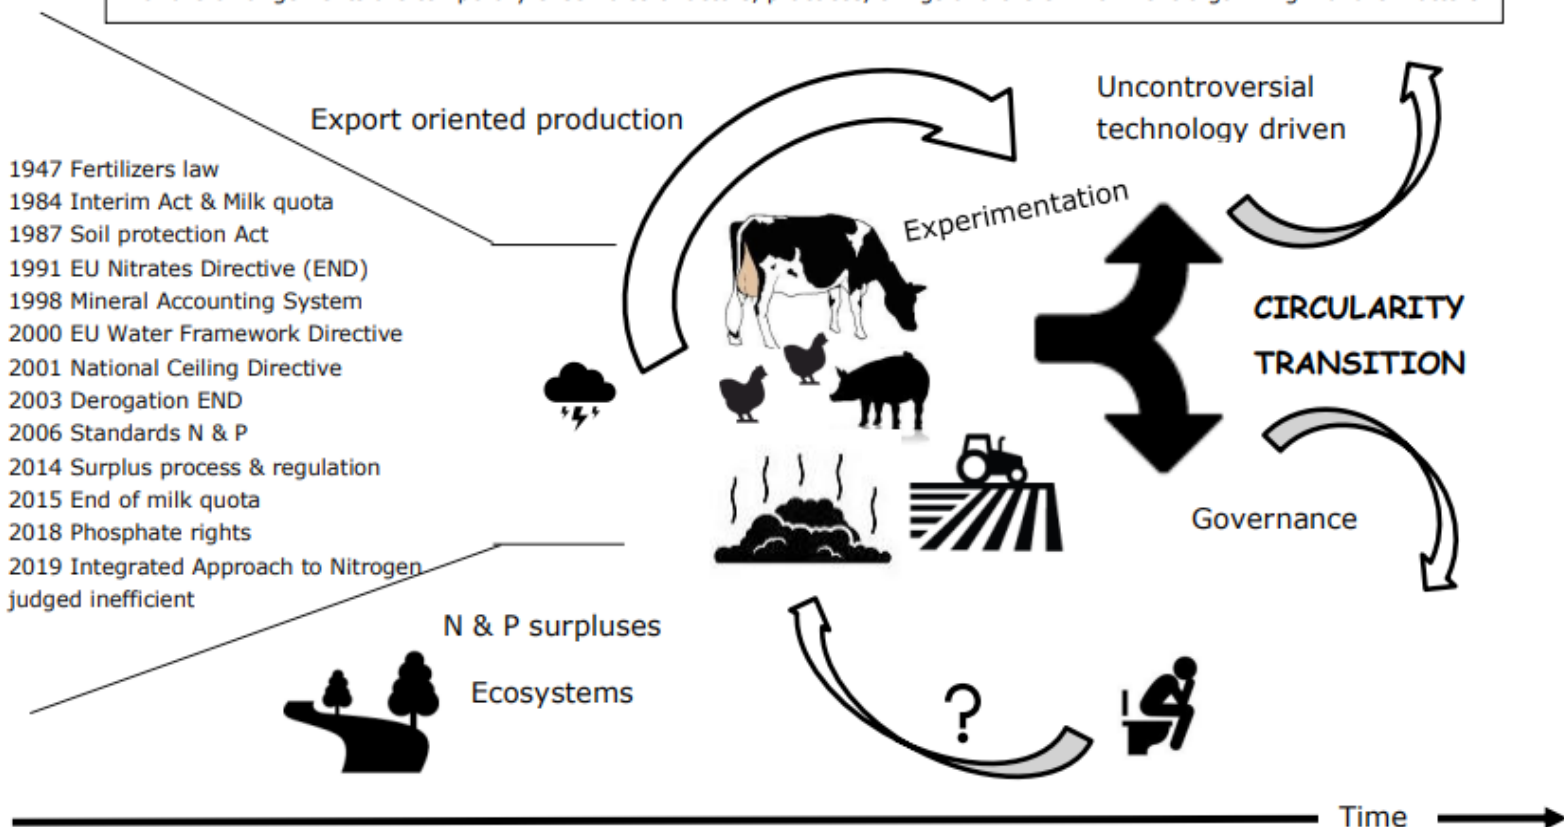 Export oriented production
Uncontroversial
technology driven
1947 Fertilizers law
1984 Interim Act & Milk quota
1987 Soil protection Act
1991 EU Nitrates Directive (END)
1998 Mineral Accounting System
2000 EU Water Framework Directive
2001 National Ceiling Directive
2003 Derogation END
2006 Standards N & P
2014 Surplus process & regulation
2015 End of milk quota
2018 Phosphate rights
2019 Integrated Approach to Nitrogen
judged inefficient
Experimentation
CIRCULARITY
TRANSITION
Governance
N & P surpluses
Ecosystems
?
Time